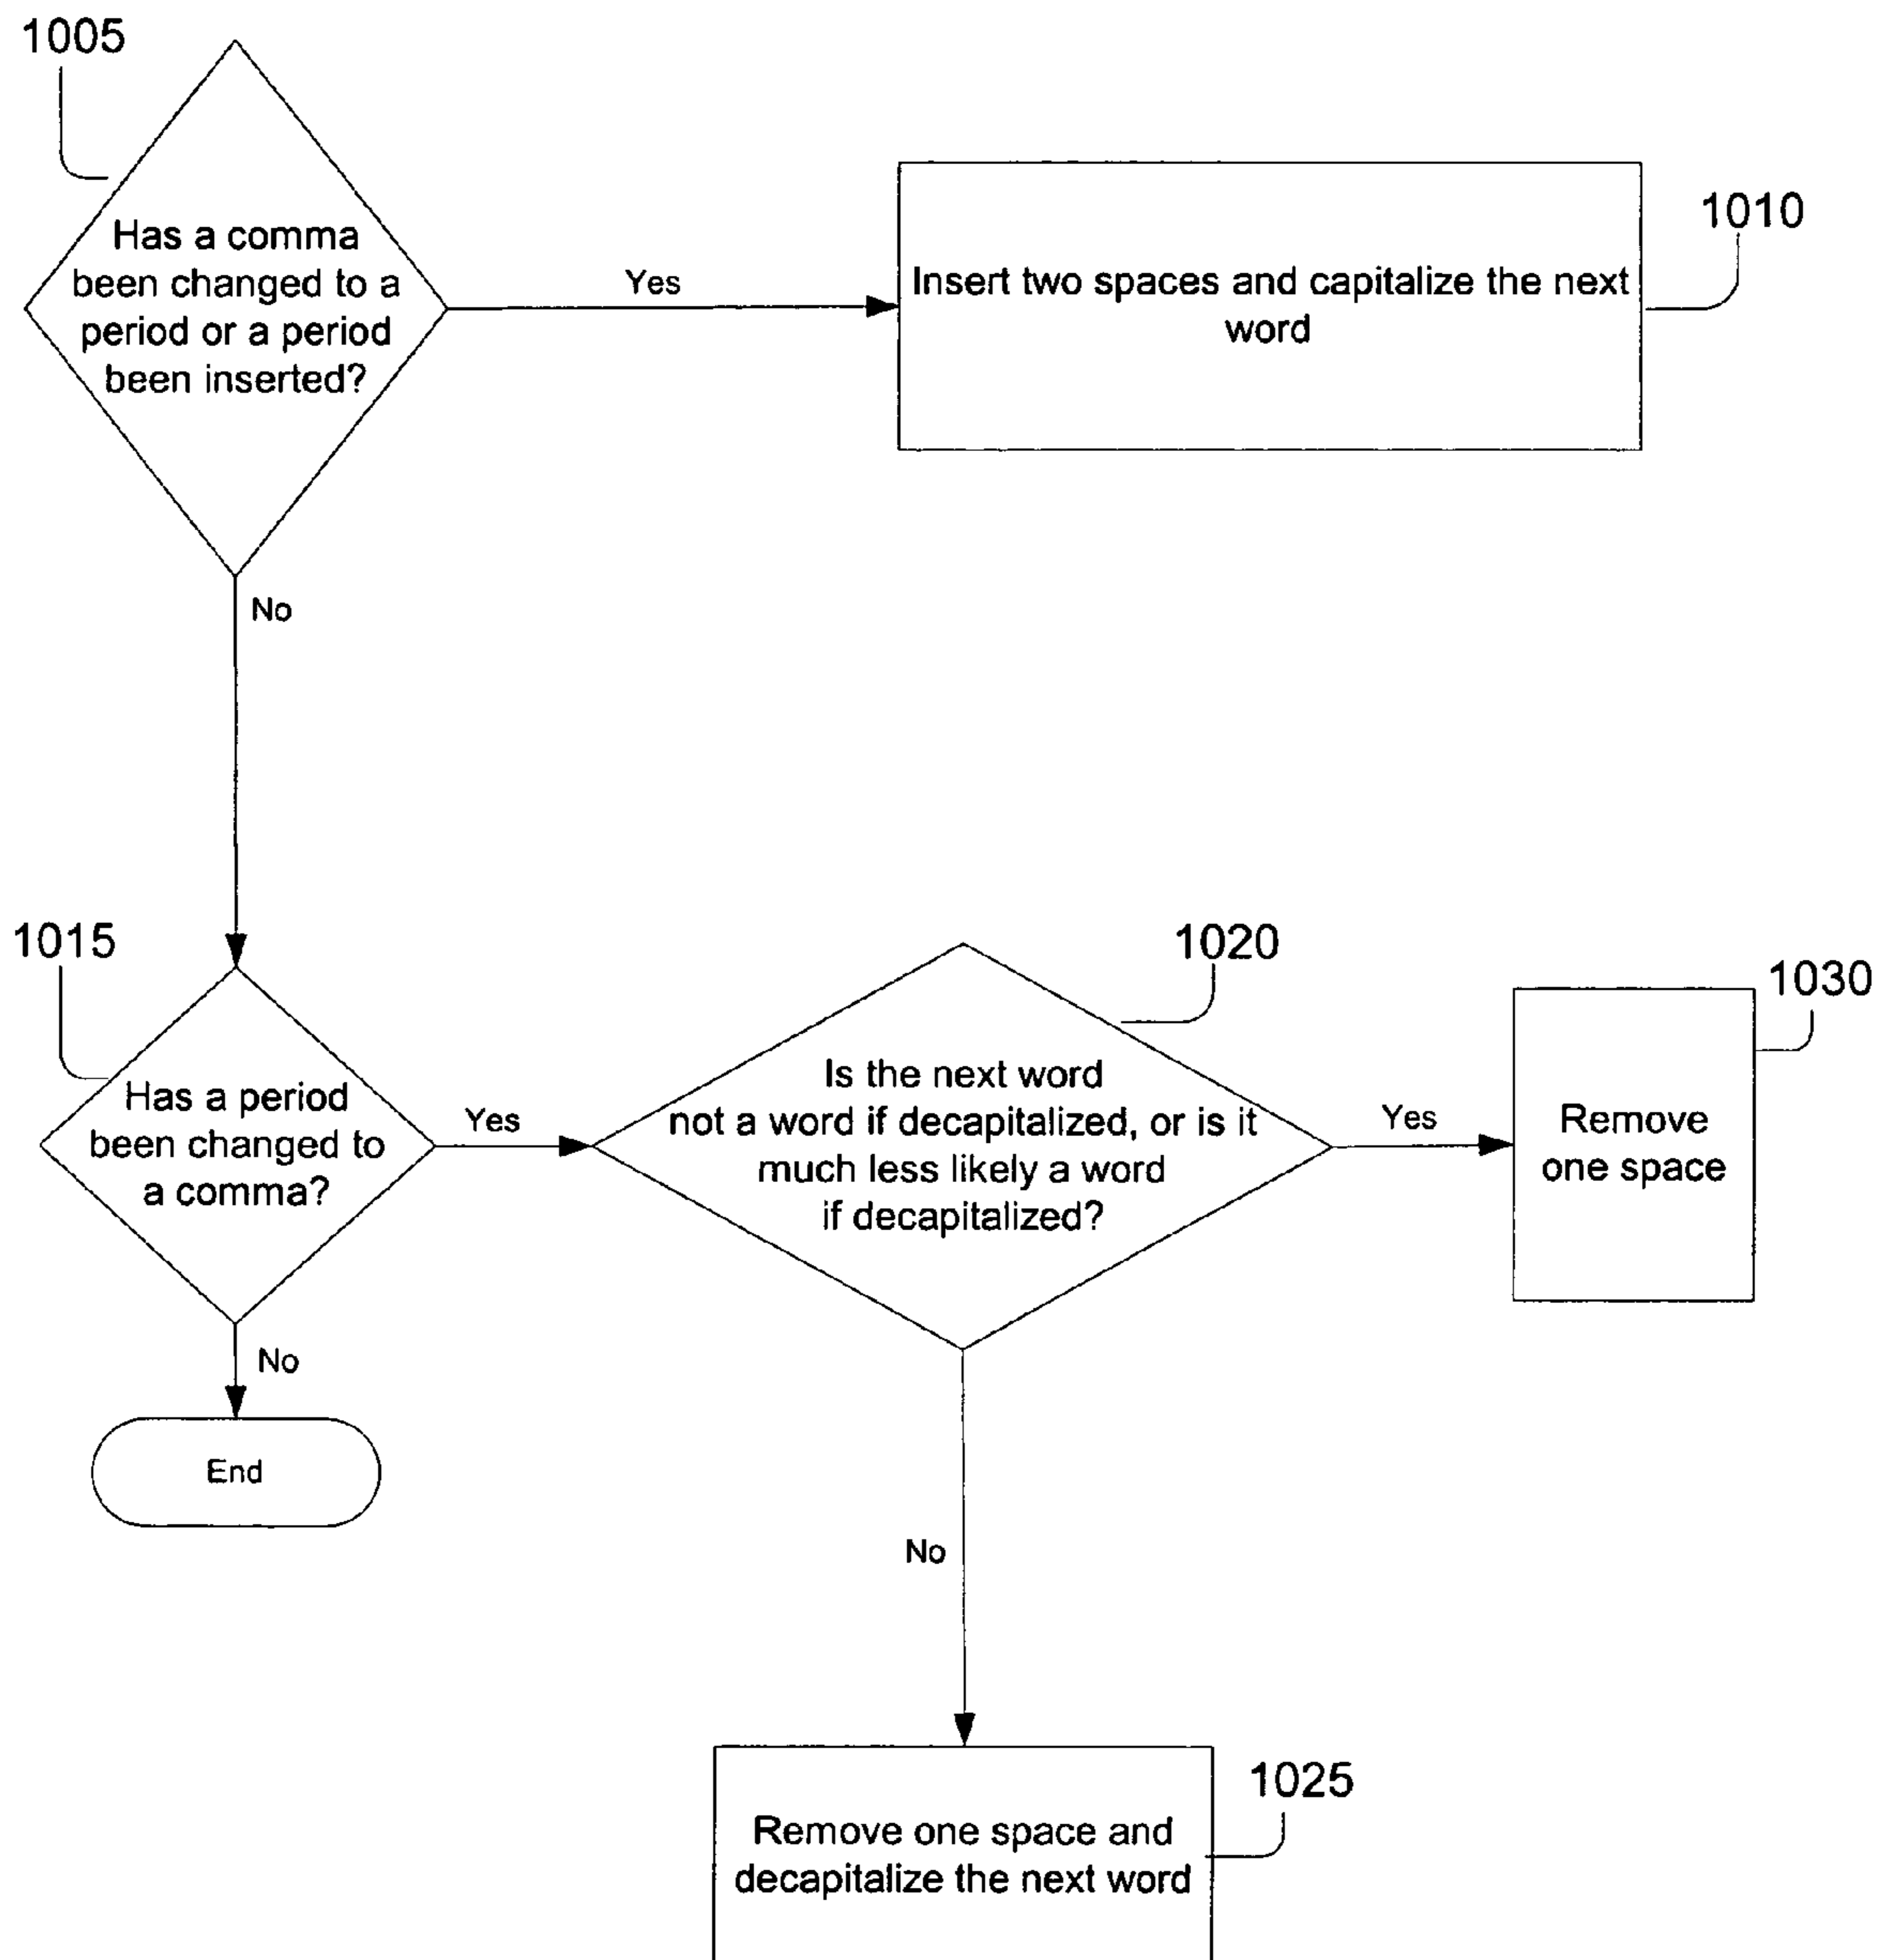 1005
Has a comma
been changed to a
period or a period
been inserted?
Yes
Insert two spaces and capitalize the next
word
1010
No
1015
Has a period
been changed to
a comma?
Yes
1020
Is the next word
not a word if decapitalized, or is it
much less likely a word
if decapitalized?
Yes
1030
Remove
one space
No
End
No
1025
Remove one space and
decapitalize the next word